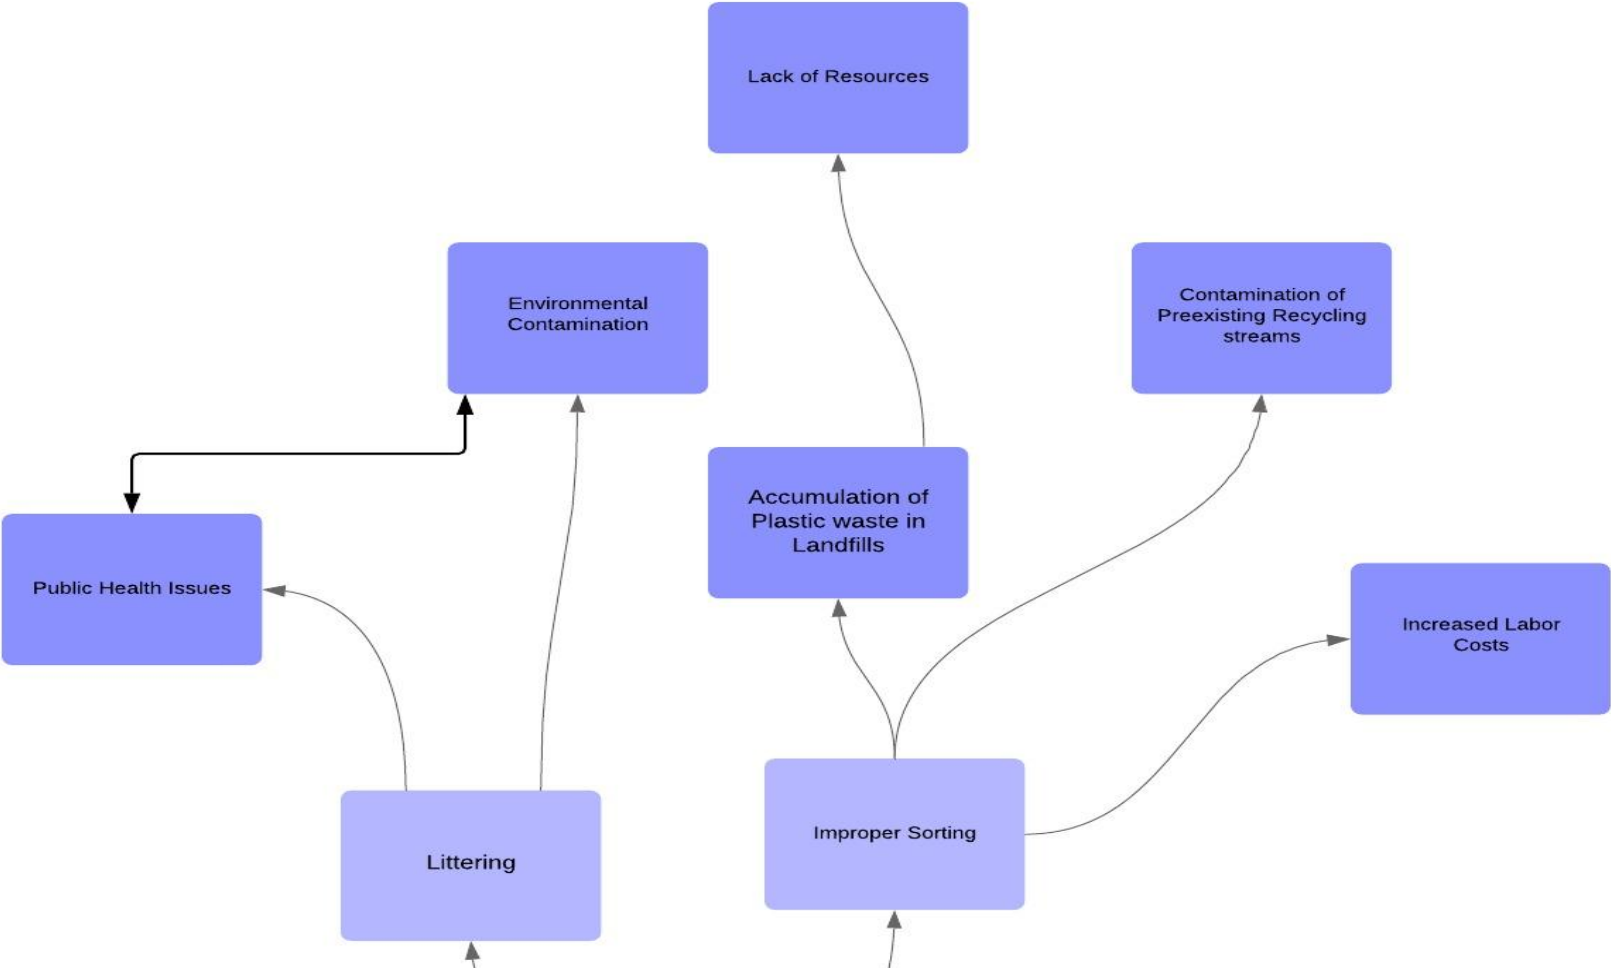 Lack of Resources
Environmental
Contamination
Contamination of
Preexisting Recycling
streams
Accumulation of
Plastic waste in
Landfills
Public Health Issues
Increased Labor
Costs
Improper Sorting
Littering